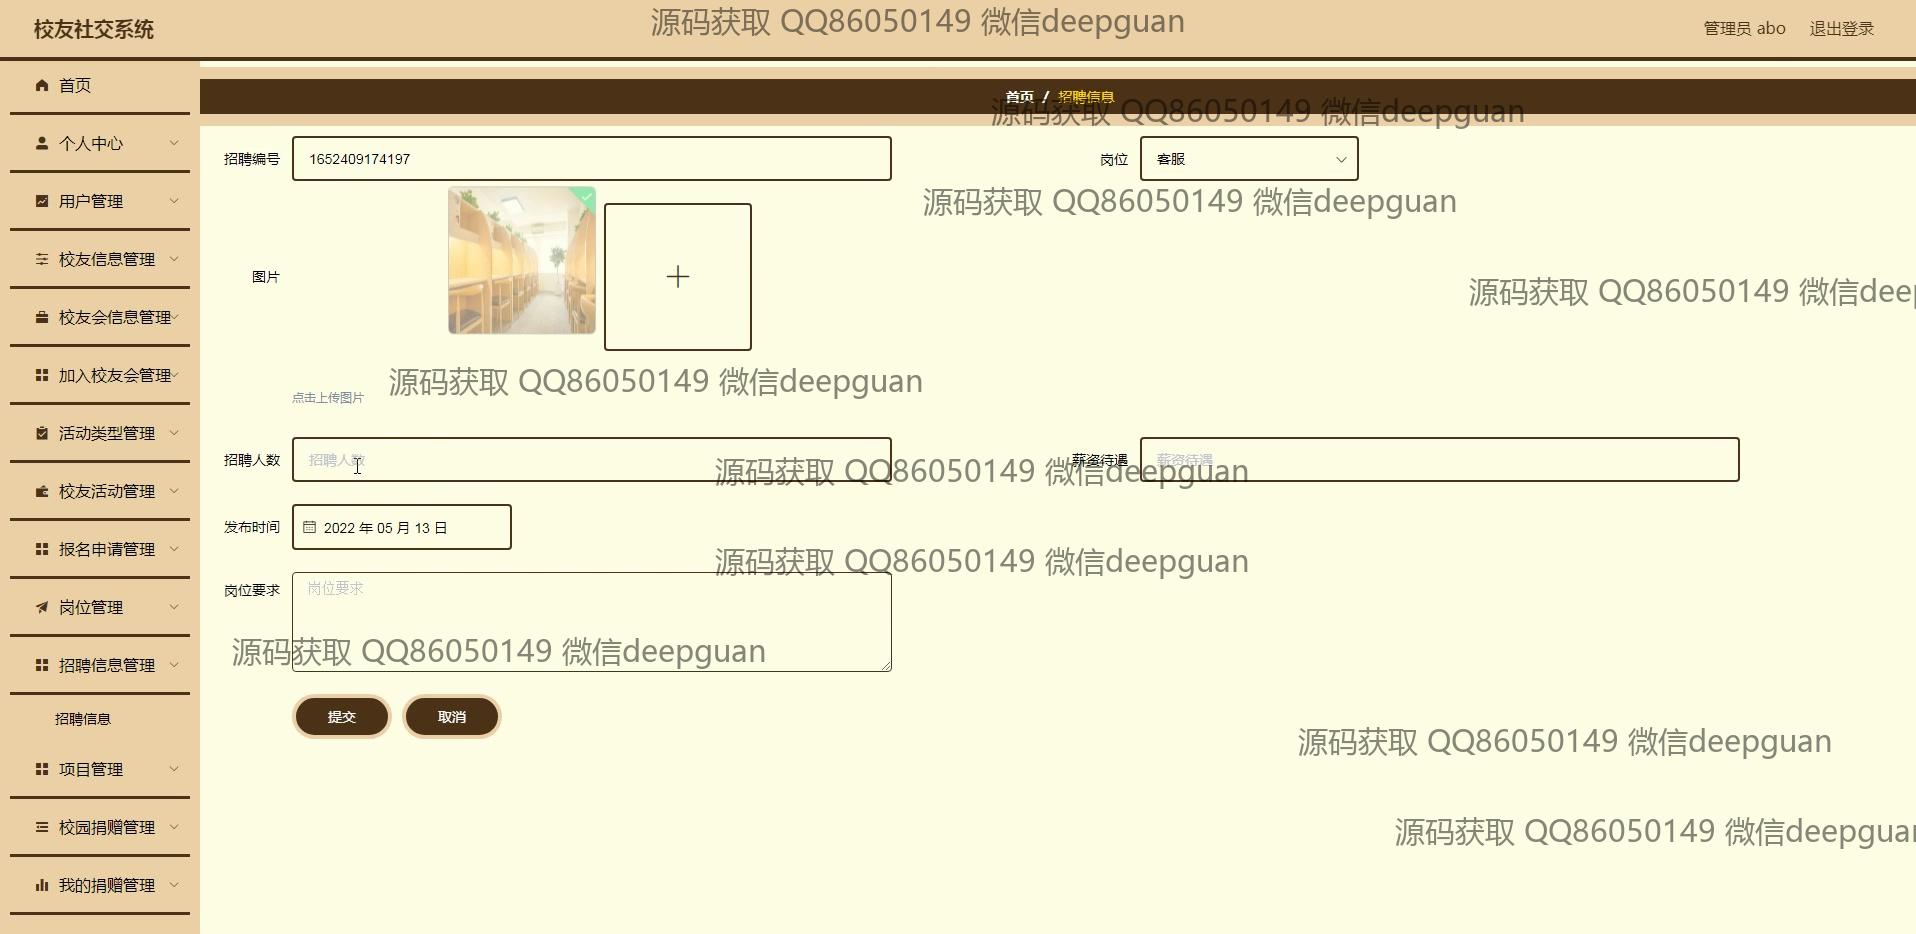 校友社交系统
源码获取 QQ86050149 微信deepguan
管理员 abo
退出登录
首页
个人中心
用户管理
校友信息管理
校友会信息管理
加入校友会管理
活动类型管理
校友活动管理
报名申请管理
岗位管理
招聘信息管理
招聘信息
项目管理
校园捐赠管理
我的捐赠管理
首页 / 招聘信息
源码获取 QQ86050149 微信deepguan
招聘编号 1652409174197
岗位 客服
源码获取 QQ86050149 微信deepguan
图片
源码获取 QQ86050149 微信deep
点击上传图片
源码获取 QQ86050149 微信deepguan
招聘人数 招聘人数
薪资待遇 薪资待遇
源码获取 QQ86050149 微信deepguan
发布时间 2022 年 05 月 13 日
源码获取 QQ86050149 微信deepguan
岗位要求 岗位要求
源码获取 QQ86050149 微信deepguan
提交 取消
源码获取 QQ86050149 微信deepguan
源码获取 QQ86050149 微信deepguan